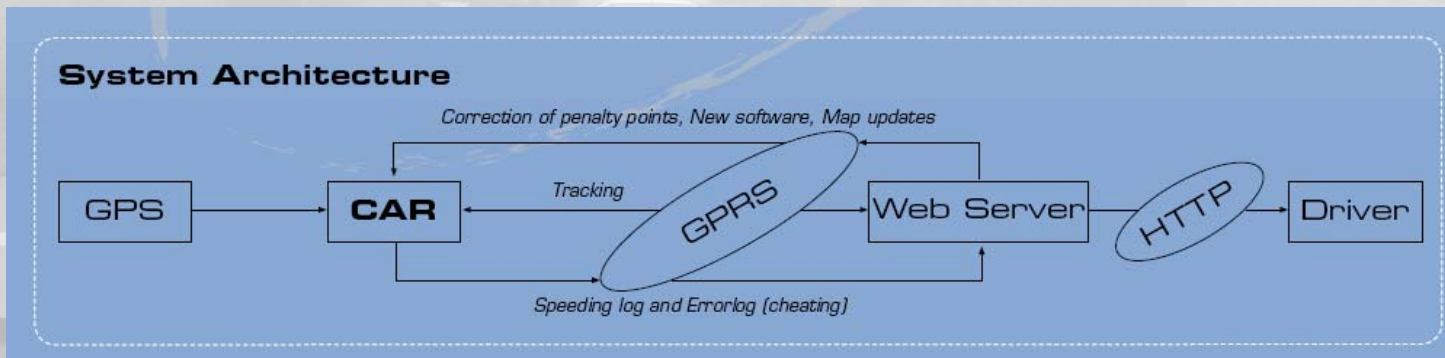 System Architecture
Correction of penalty points, New software, Map updates
GPS
CAR
Tracking
GPRS
Web Server
HTTP
Driver
Speeding log and Errorlog (cheating)